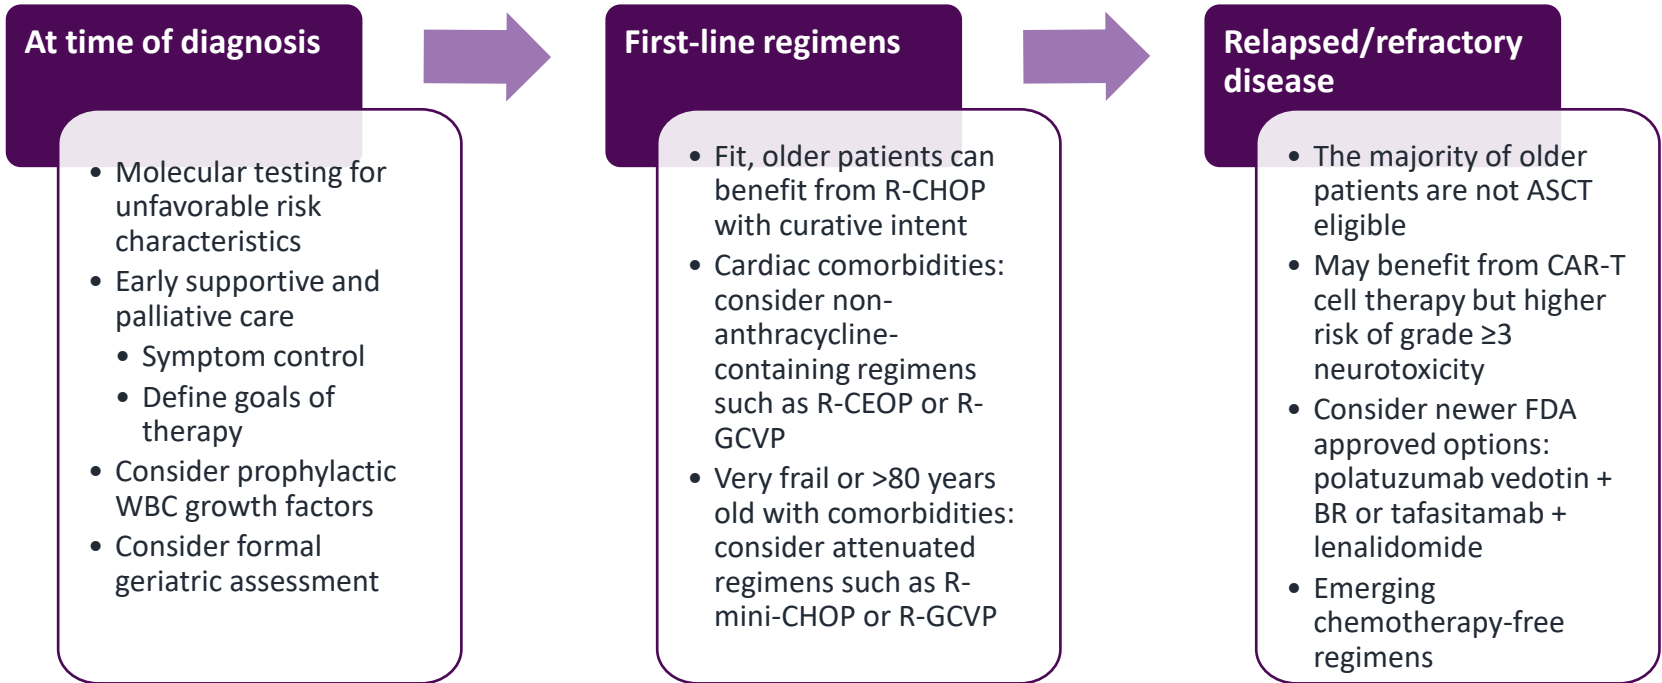 At time of diagnosis
• Molecular testing for
unfavorable risk
characteristics
• Early supportive and
palliative care
• Symptom control
• Define goals of
therapy
• Consider prophylactic
WBC growth factors
• Consider formal
geriatric assessment
First-line regimens
• Fit, older patients can
benefit from R-CHOP
with curative intent
• Cardiac comorbidities:
consider non-
anthracycline-
containing regimens
such as R-CEOP or R-
GCVP
• Very frail or >80 years
old with comorbidities:
consider attenuated
regimens such as R-
mini-CHOP or R-GCVP
Relapsed/refractory
disease
• The majority of older
patients are not ASCT
eligible
• May benefit from CAR-T
cell therapy but higher
risk of grade ≥3
neurotoxicity
• Consider newer FDA
approved options:
polatuzumab vedotin +
BR or tafasitamab +
lenalidomide
• Emerging
chemotherapy-free
regimens